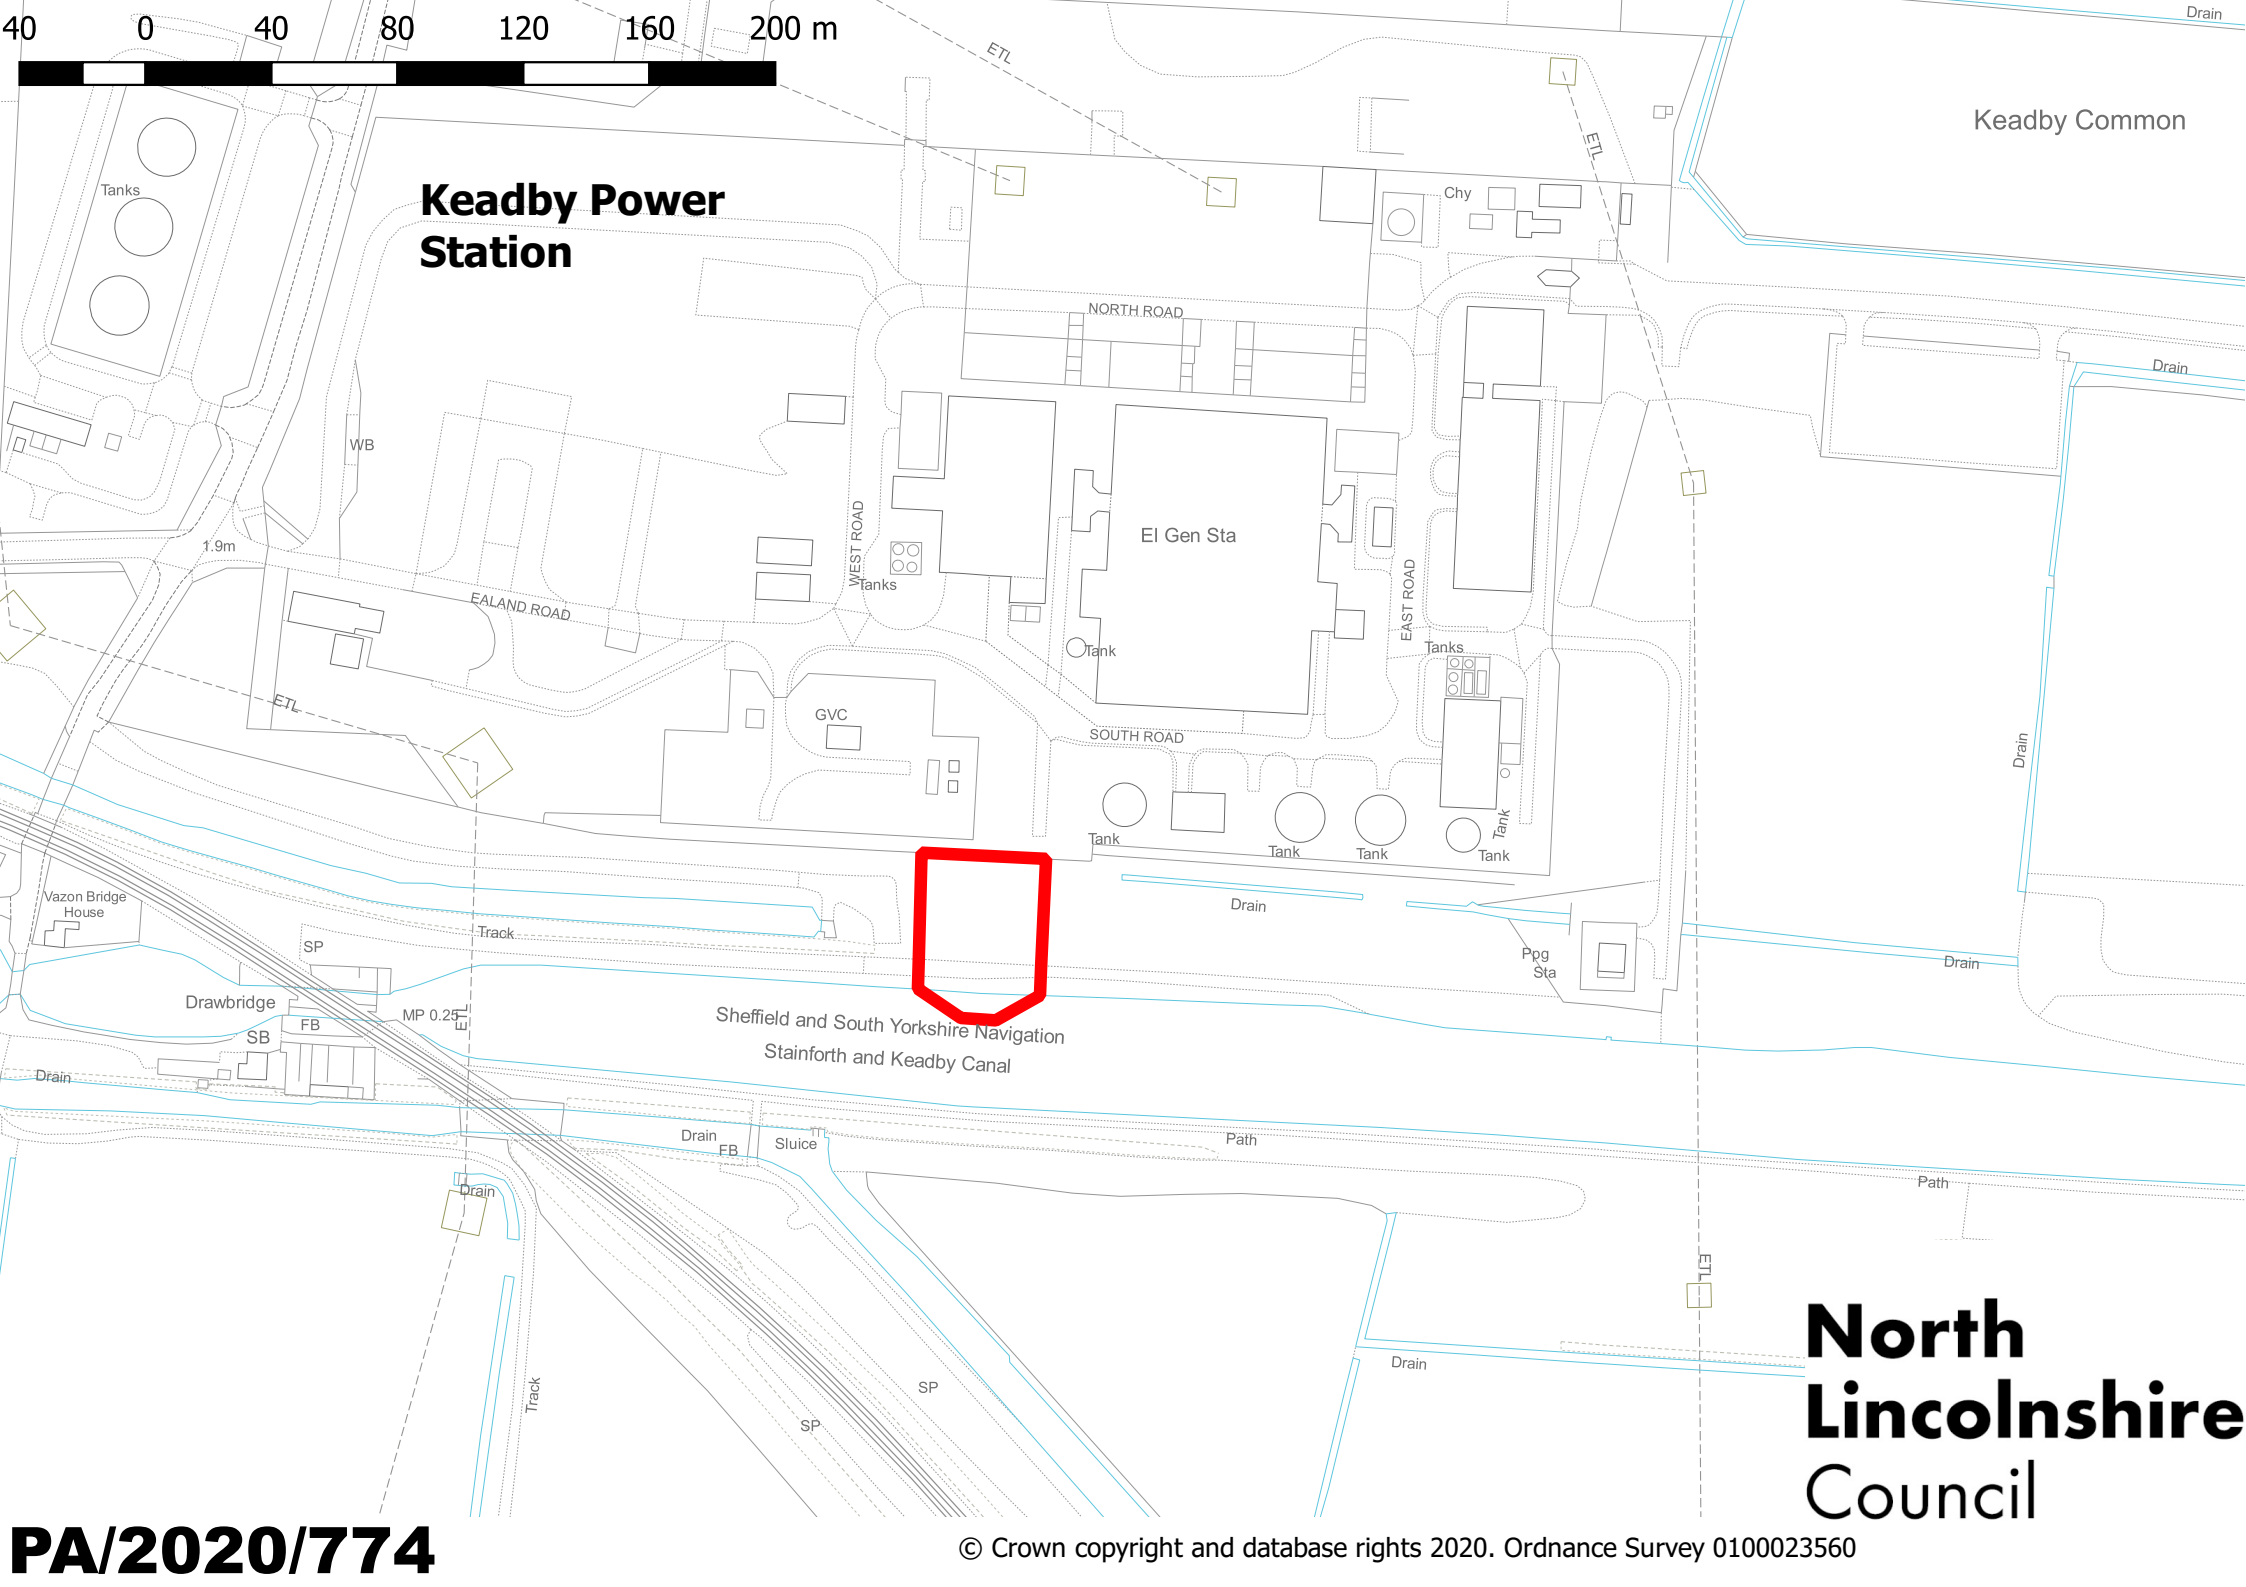 40 0 40 80 120 160 200 m
Drain
ETL
Keadby Common
ETL
Tanks
Keadby Power
Station
Chy
NORTH ROAD
Drain
WB
WEST ROAD
El Gen Sta
1.9m
Tanks
EALAND ROAD
EAST ROAD
Tank
Tanks
ETL
GVC
SOUTH ROAD
Drain
Tank
Tank
Tank
Tank
Tank
Vazon Bridge
House
Drain
Track
SP
Ppg
Sta
Drain
Drawbridge
MP 0.25
ETL
FB
SB
Sheffield and South Yorkshire Navigation
Stainforth and Keadby Canal
Drain
Drain
FB
Sluice
Path
Path
Drain
ETL
Drain
Track
SP
SP
North
Lincolnshire
Council
PA/2020/774
© Crown copyright and database rights 2020. Ordnance Survey 0100023560